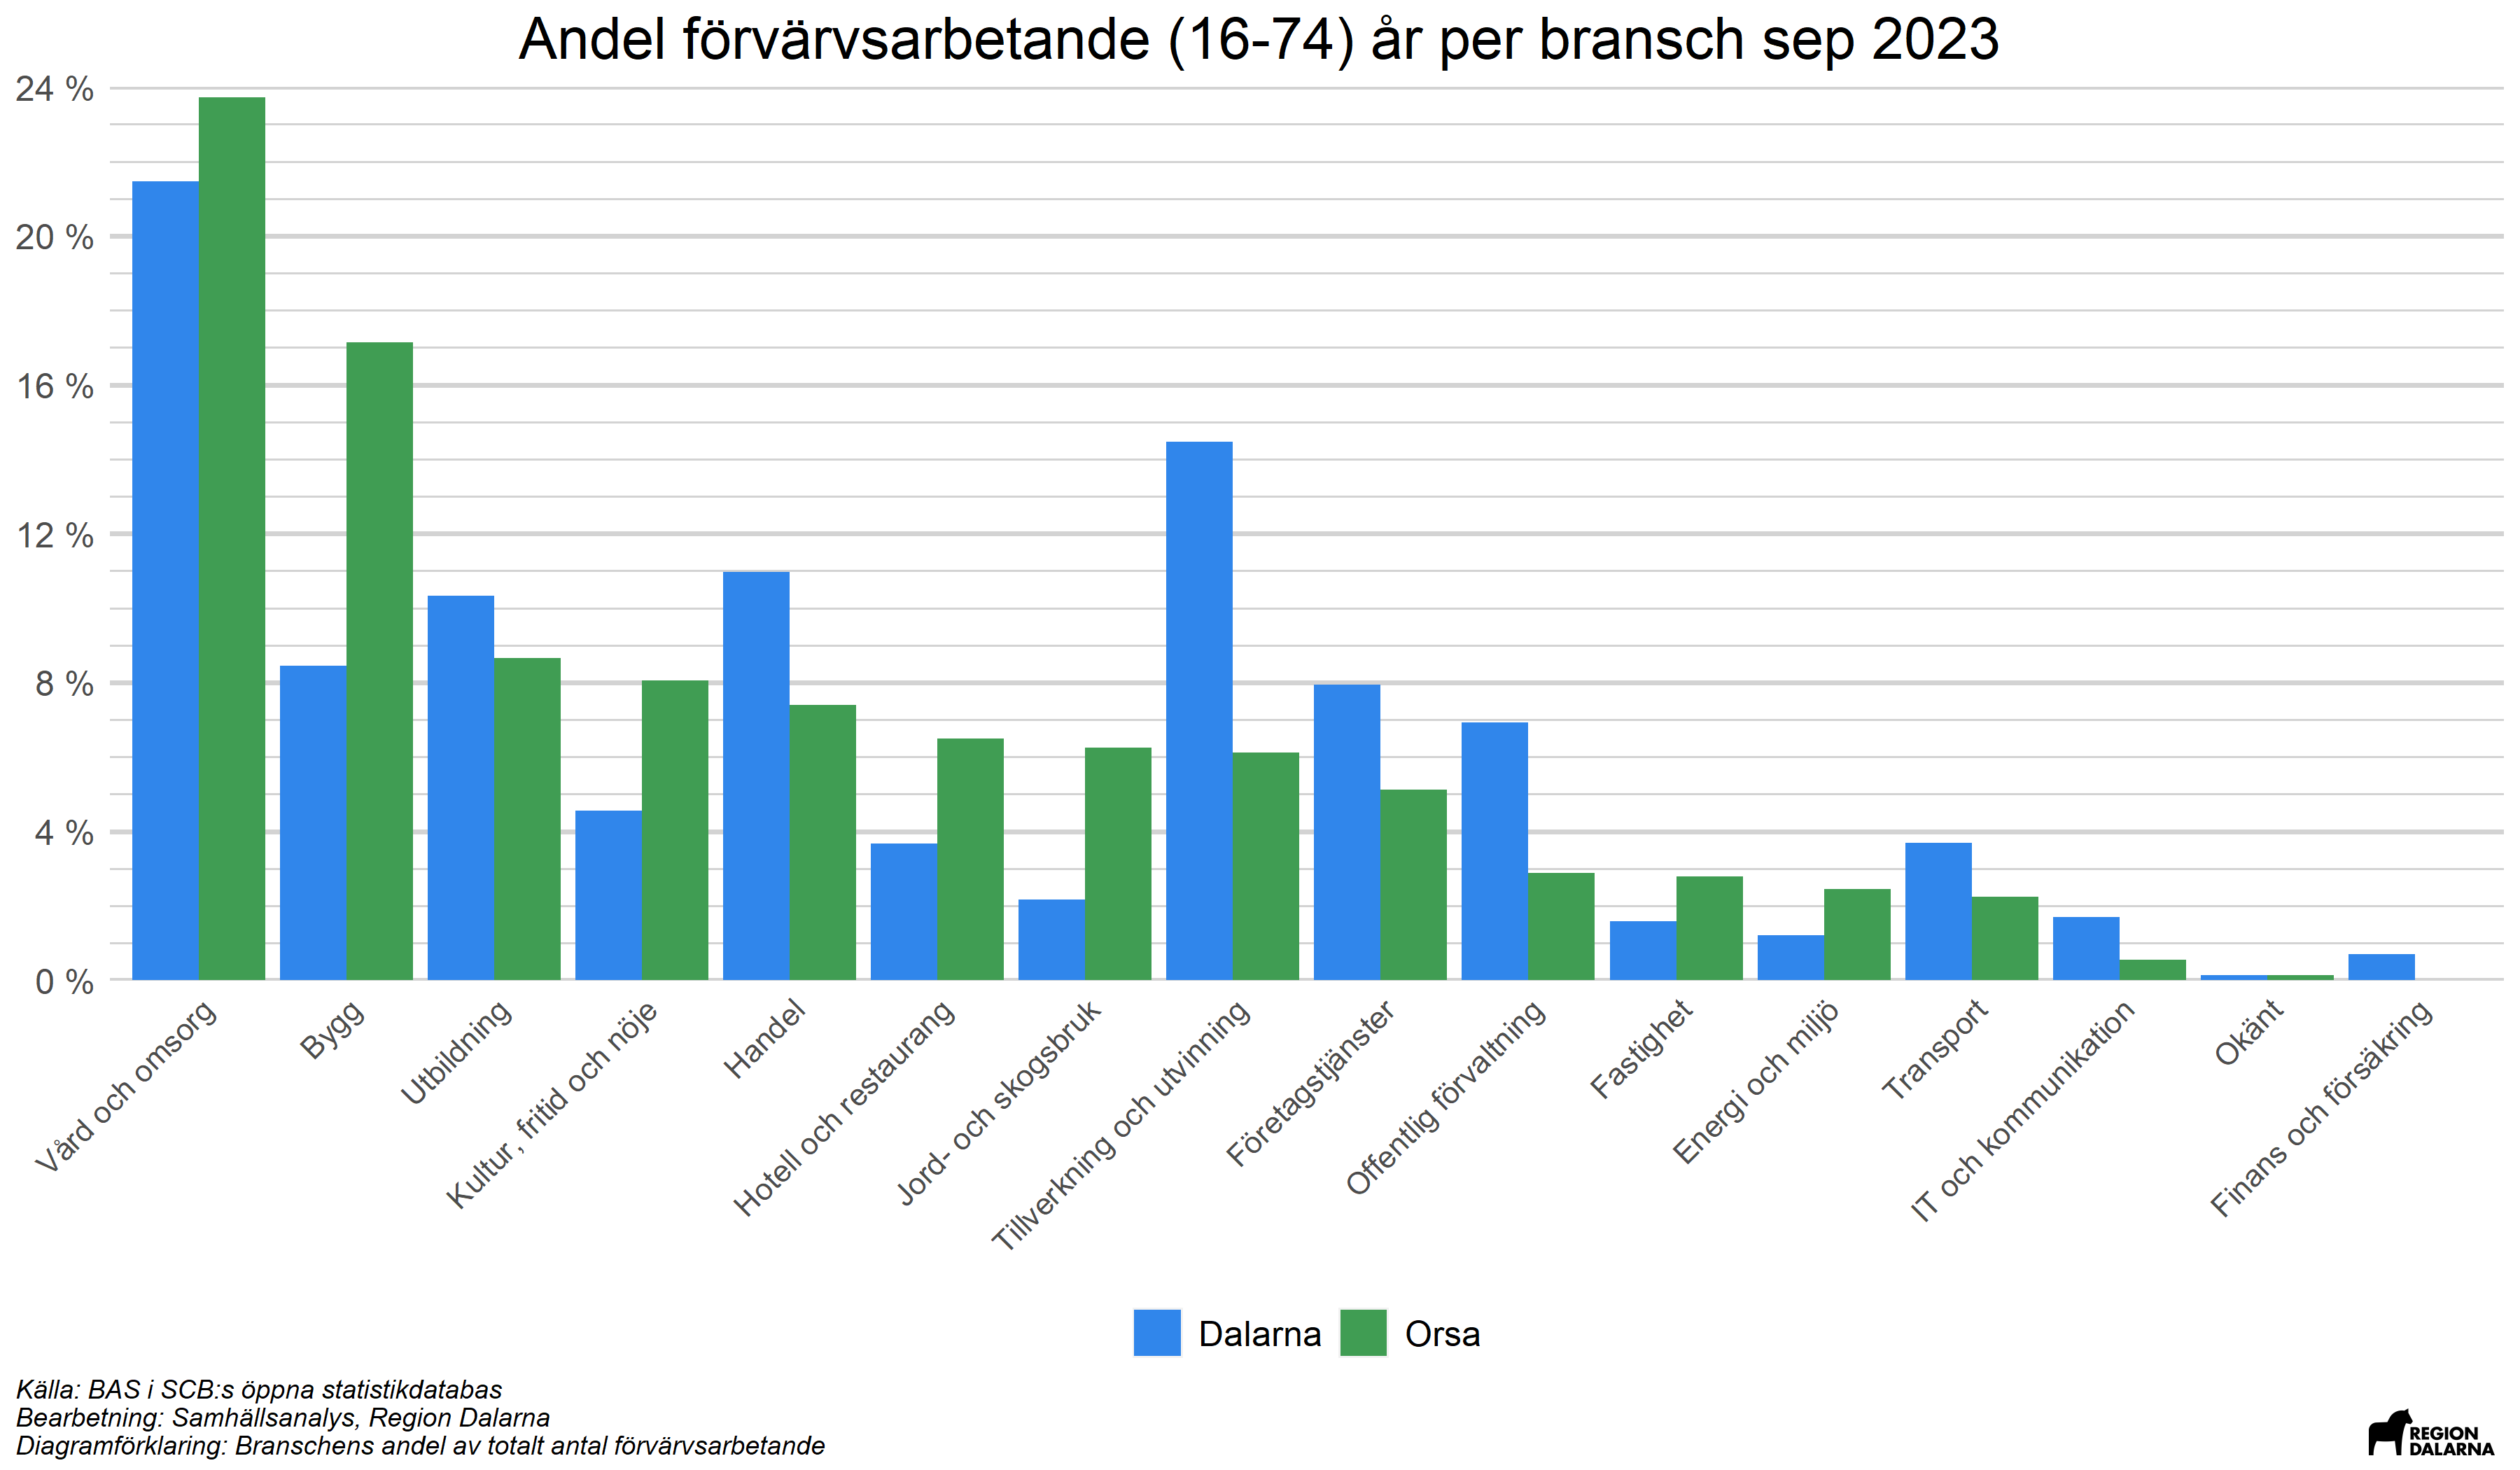 Andel förvärvsarbetande (16-74) år per bransch sep 2023
24 %
20 %
16 %
12 %
8 %
4 %
0 %
Vård och omsorg
Bygg
Utbildning
Kultur, fritid och nöje
Handel
Hotell och restaurang
Jord- och skogsbruk
Tillverkning och utvinning
Företagstjänster
Offentlig förvaltning
Fastighet
Energi och miljö
Transport
IT och kommunikation
Okänt
Finans och försäkring
Dalarna
Orsa
Källa: BAS i SCB:s öppna statistikdatabas
Bearbetning: Samhällsanalys, Region Dalarna
Diagramförklaring: Branschens andel av totalt antal förvärvsarbetande
REGION
DALARNA